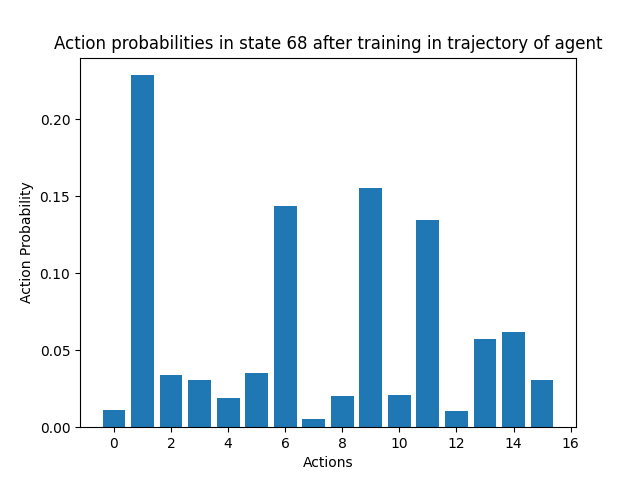 Action probabilities in state 68 after training in trajectory of agent
0.20
0.15
0.10
0.05
0.00
Action Probability
0 2 4 6 8 10 12 14 16
Actions